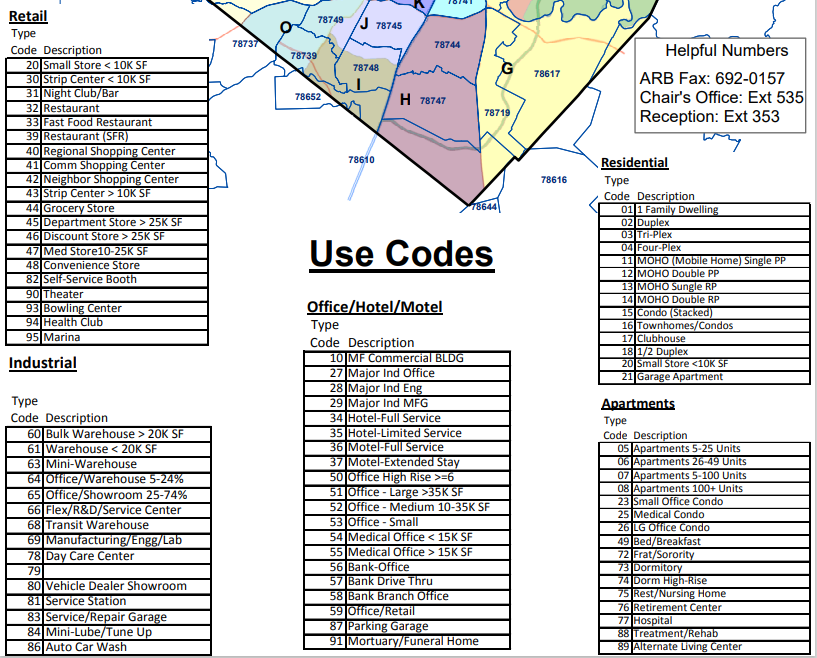 Retail
Type
Code Description
20 Small Store < 10K SF
30 Strip Center < 10K SF
31 Night Club/Bar
32 Restaurant
33 Fast Food Restaurant
39 Restaurant (SFR)
40 Regional Shopping Center
41 Comm Shopping Center
42 Neighbor Shopping Center
43 Strip Center > 10K SF
44 Grocery Store
45 Department Store > 25K SF
46 Discount Store > 25K SF
47 Med Store10-25K SF
48 Convenience Store
82 Self-Service Booth
90 Theater
93 Bowling Center
94 Health Club
95 Marina
Industrial
Type
Code Description
60 Bulk Warehouse > 20K SF
61 Warehouse < 20K SF
63 Mini-Warehouse
64 Office/Warehouse 5-24%
65 Office/Showroom 25-74%
66 Flex/R&D/Service Center
68 Transit Warehouse
69 Manufacturing/Engg/Lab
78 Day Care Center
79
80 Vehicle Dealer Showroom
81 Service Station
83 Service/Repair Garage
84 Mini-Lube/Tune Up
86 Auto Car Wash
K
78741
O
78749
J
78745
78737
78744
78739
78748
G
78617
I
78652
H
78747
78719
78610
78616
78644
Use Codes
Office/Hotel/Motel
Type
Code Description
10 MF Commercial BLDG
27 Major Ind Office
28 Major Ind Eng
29 Major Ind MFG
34 Hotel-Full Service
35 Hotel-Limited Service
36 Motel-Full Service
37 Motel-Extended Stay
50 Office High Rise >=6
51 Office - Large >35K SF
52 Office - Medium 10-35K SF
53 Office - Small
54 Medical Office < 15K SF
55 Medical Office > 15K SF
56 Bank-Office
57 Bank Drive Thru
58 Bank Branch Office
59 Office/Retail
87 Parking Garage
91 Mortuary/Funeral Home
Helpful Numbers
ARB Fax: 692-0157
Chair's Office: Ext 535
Reception: Ext 353
Residential
Type
Code Description
01 1 Family Dwelling
02 Duplex
03 Tri-Plex
04 Four-Plex
11 MOHO (Mobile Home) Single PP
12 MOHO Double PP
13 MOHO Sungle RP
14 MOHO Double RP
15 Condo (Stacked)
16 Townhomes/Condos
17 Clubhouse
18 1/2 Duplex
20 Small Store <10K SF
21 Garage Apartment
Apartments
Type
Code Description
05 Apartments 5-25 Units
06 Apartments 26-49 Units
07 Apartments 5-100 Units
08 Apartments 100+ Units
23 Small Office Condo
25 Medical Condo
26 LG Office Condo
49 Bed/Breakfast
72 Frat/Sorority
73 Dormitory
74 Dorm High-Rise
75 Rest/Nursing Home
76 Retirement Center
77 Hospital
88 Treatment/Rehab
89 Alternate Living Center